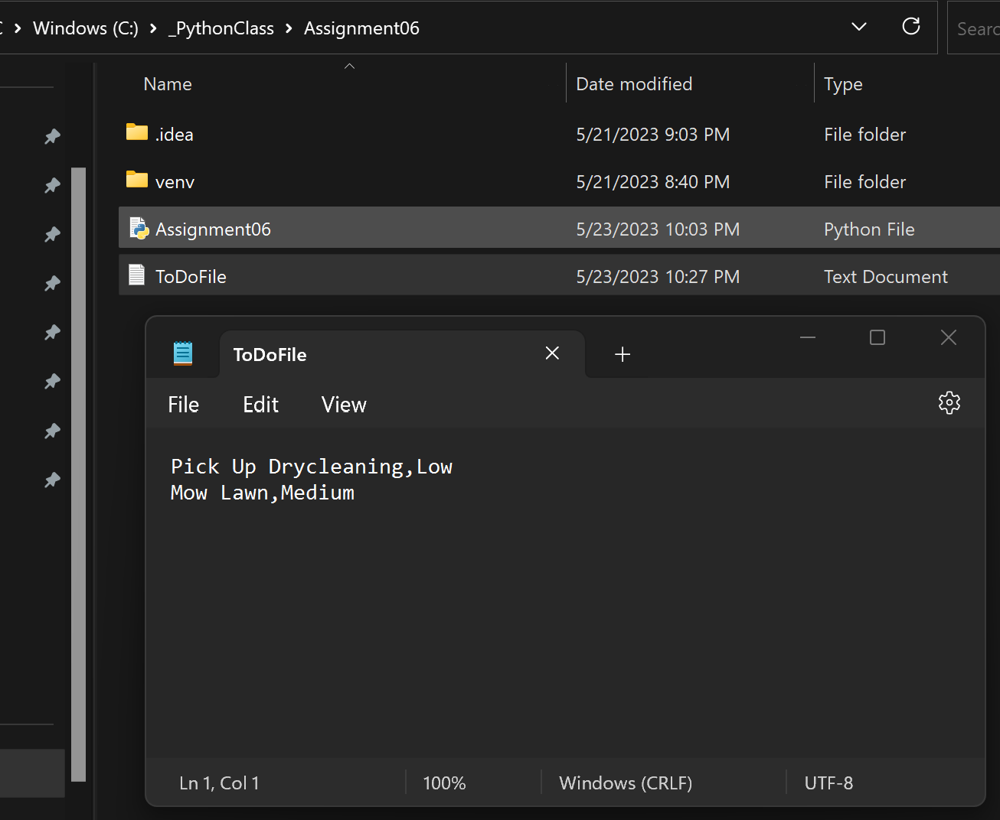 Windows (C:) > _PythonClass > Assignment06
Searc
Name Date modified Type
.idea 5/21/2023 9:03 PM File folder
venv 5/21/2023 8:40 PM File folder
Assignment06 5/23/2023 10:03 PM Python File
ToDoFile 5/23/2023 10:27 PM Text Document
ToDoFile
File Edit View
Pick Up Drycleaning,Low
Mow Lawn,Medium
Ln 1, Col 1 100% Windows (CRLF) UTF-8